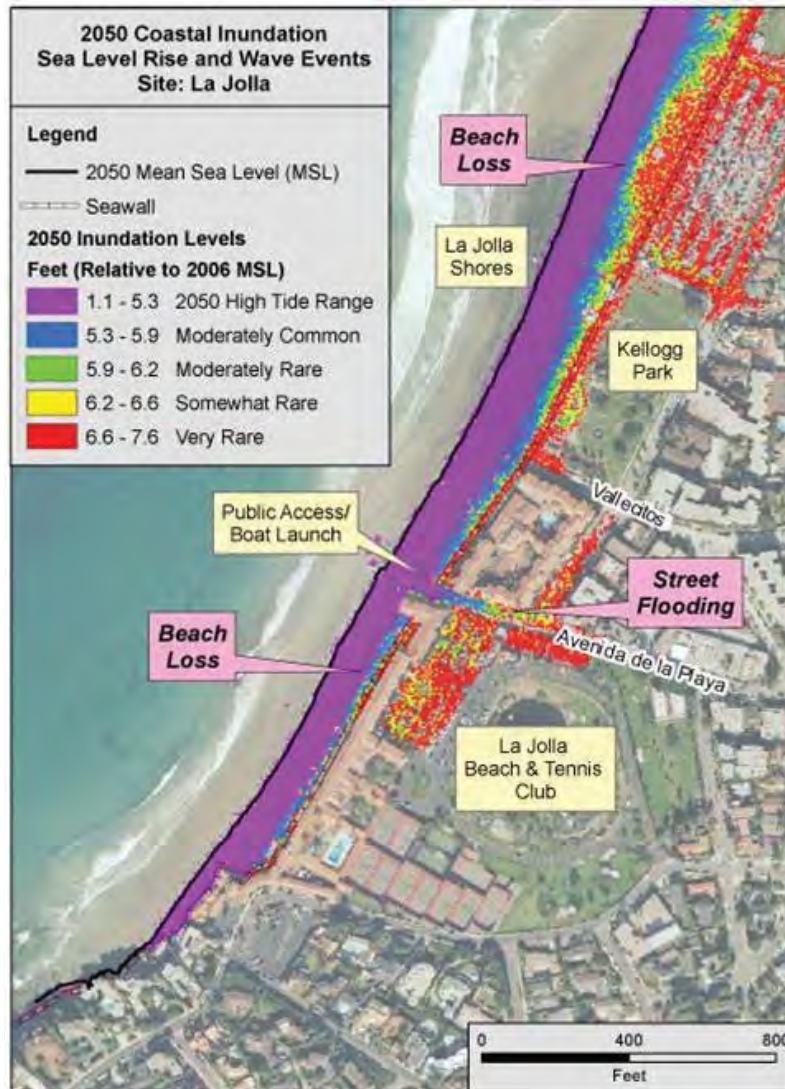 2050 Coastal Inundation
Sea Level Rise and Wave Events
Site: La Jolla
Legend
2050 Mean Sea Level (MSL)
Seawall
2050 Inundation Levels
Feet (Relative to 2006 MSL)
1.1 - 5.3 2050 High Tide Range
5.3 - 5.9 Moderately Common
5.9 - 6.2 Moderately Rare
6.2 - 6.6 Somewhat Rare
6.6 - 7.6 Very Rare
Beach
Loss
La Jolla
Shores
Kellogg
Park
Vallecitos
Public Access/
Boat Launch
Street
Flooding
Beach
Loss
Avenida de la Playa
La Jolla
Beach & Tennis
Club
0 400 800
Feet